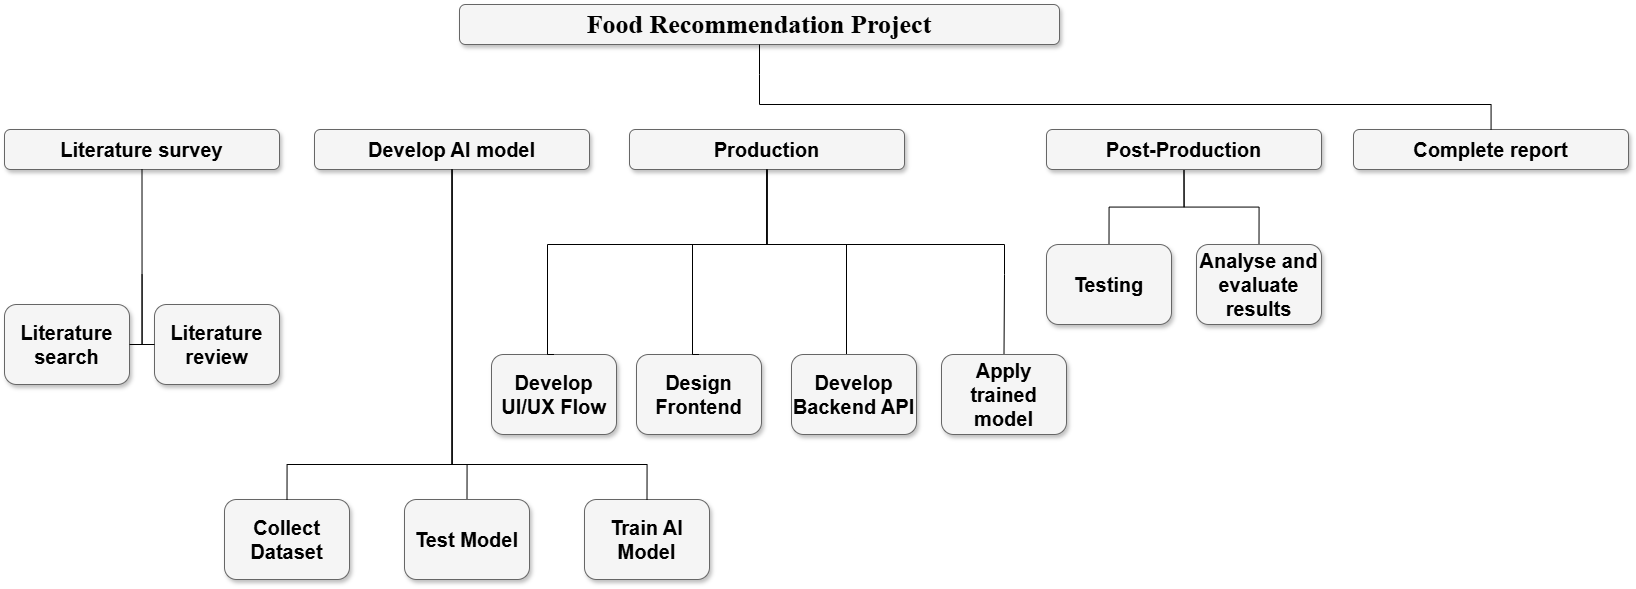 Food Recommendation Project
Literature survey
Develop AI model
Production
Post-Production
Complete report
Literature
search
Literature
review
Testing
Analyse and
evaluate
results
Develop
UI/UX Flow
Design
Frontend
Develop
Backend API
Apply
trained
model
Collect
Dataset
Test Model
Train AI
Model